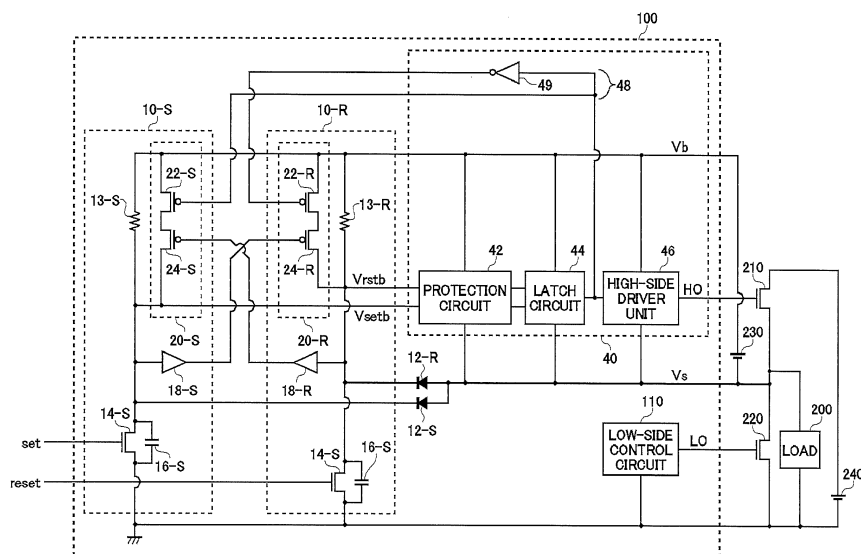 100
49
48
10-S
10-R
Vb
22-S
22-R
13-S
13-R
42
44
46
210
24-S
24-R
Vrstb
PROTECTION
CIRCUIT
LATCH
CIRCUIT
HIGH-SIDE
DRIVER
UNIT
HO
Vsetb
230
20-S
20-R
40
12-R
Vs
18-S
18-R
12-S
110
220
200
14-S
set
16-S
14-S
16-S
LOW-SIDE
CONTROL
CIRCUIT
LO
LOAD
240
reset